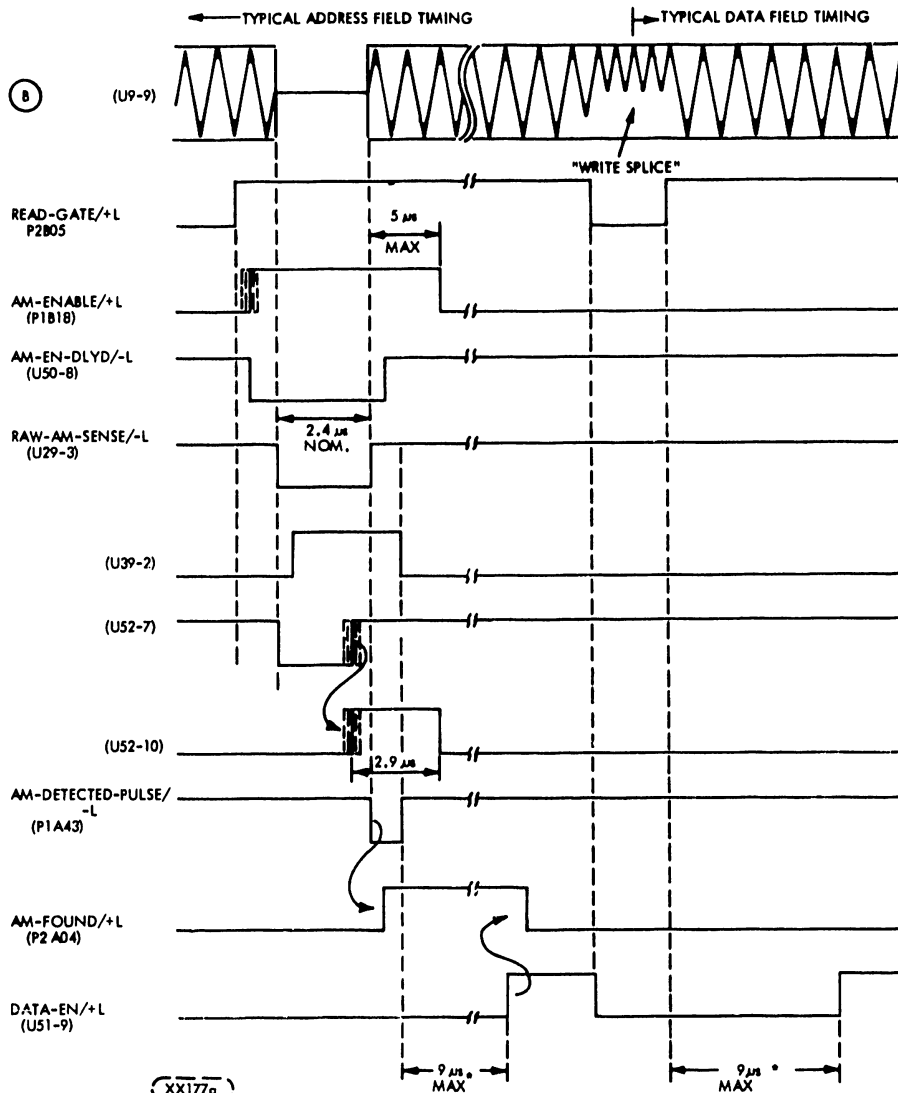 TYPICAL ADDRESS FIELD TIMING
TYPICAL DATA FIELD TIMING
B
(U9-9)
"WRITE SPLICE"
READ-GATE/+L
P2B05
5 µs
MAX
AM-ENABLE/+L
(P1B18)
AM-EN-DLYD/-L
(U50-8)
2.4 µs
NOM.
RAW-AM-SENSE/-L
(U29-3)
(U39-2)
(U52-7)
(U52-10)
2.9 µs
AM-DETECTED-PULSE/
-L
(P1A43)
AM-FOUND/+L
(P2A04)
DATA-EN/+L
(U51-9)
9 µs
MAX*
9 µs *
MAX
XX177a